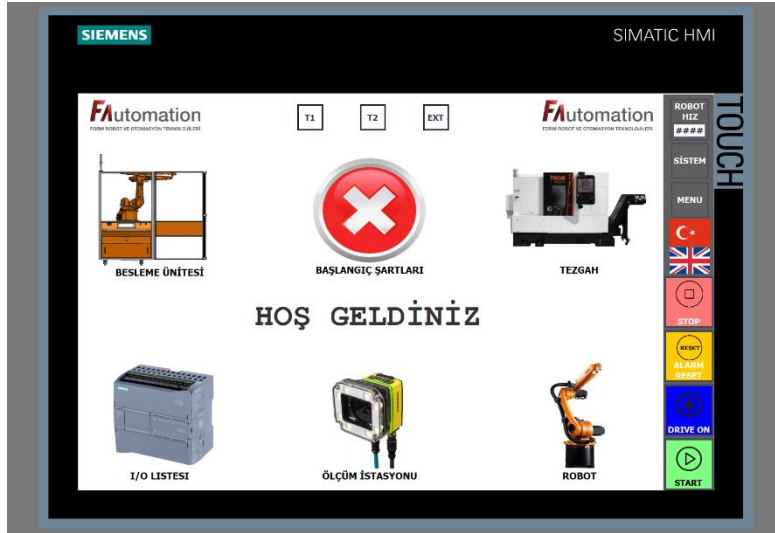 SIEMENS
SIMATIC HMI
TOUCH
FAutomation
FORM ROBOT VE OTOMASYON TEKNOLOJİLERİ
T1
T2
EXT
FAutomation
FORM ROBOT VE OTOMASYON TEKNOLOJİLERİ
ROBOT
HIZ
####
SİSTEM
MENU
BESLEME ÜNİTESİ
BAŞLANGIÇ ŞARTLARI
TEZGAH
HOŞ GELDİNİZ
STOP
RESET
ALARM
RESET
DRIVE ON
START
I/O LISTESI
ÖLÇÜM İSTASYONU
ROBOT